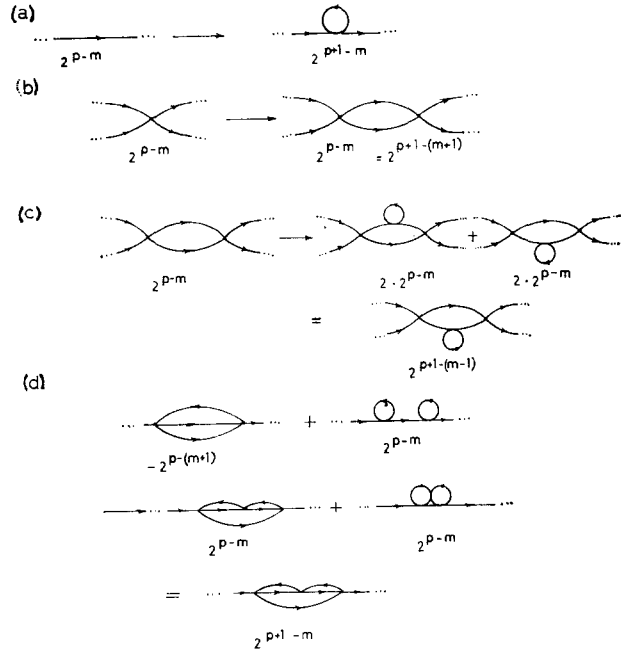 (a)
... ... → ... ...
2^{p-m} 2^{p+1-m}
(b)
2^{p-m} 2^{p-m} = 2^{p+1-(m+1)}
(c)
+
2^{p-m} 2 · 2^{p-m} 2 · 2^{p-m}
=
2^{p+1-(m-1)}
(d)
... ... + ... ...
-2^{p-(m+1)} 2^{p-m}
... ... + ... ...
2^{p-m} 2^{p-m}
= ... ...
2^{p+1-m}